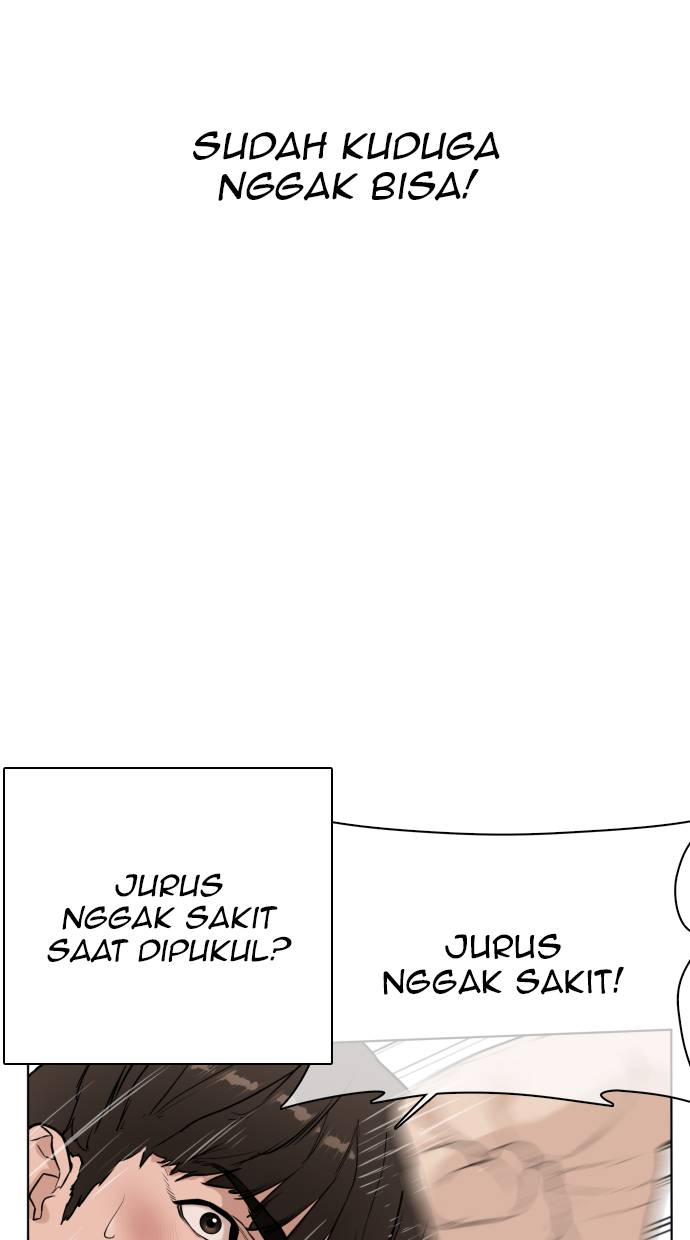 SUDAH KUDUGA
NGGAK BISA!
JURUS
NGGAK SAKIT
SAAT DIPUKUL?
JURUS
NGGAK SAKIT!